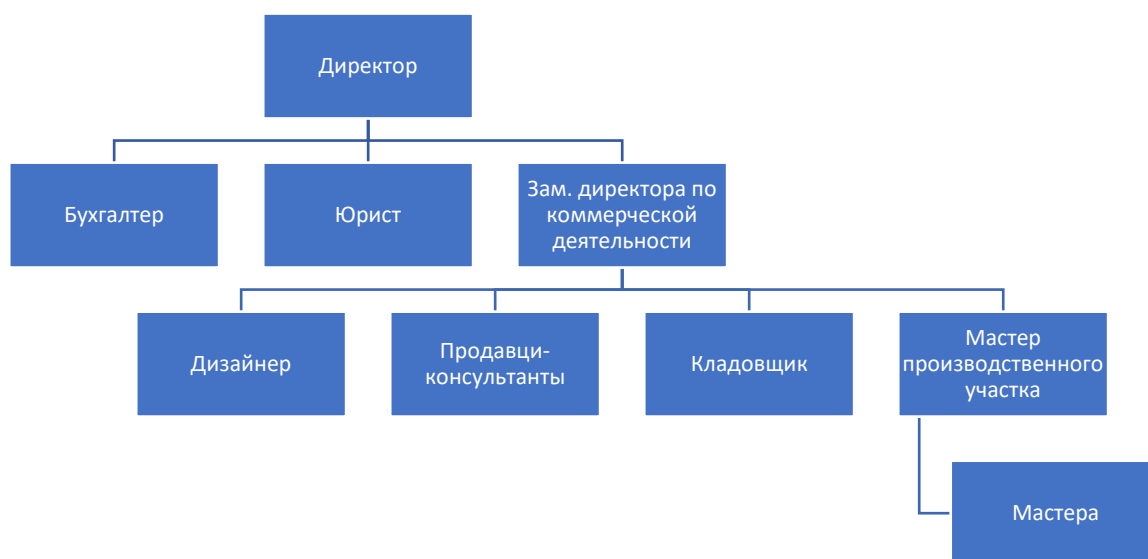 Директор
Бухгалтер
Юрист
Зам. директора по
коммерческой
деятельности
Дизайнер
Продавци-
консультанты
Кладовщик
Мастер
производственного
участка
Мастера